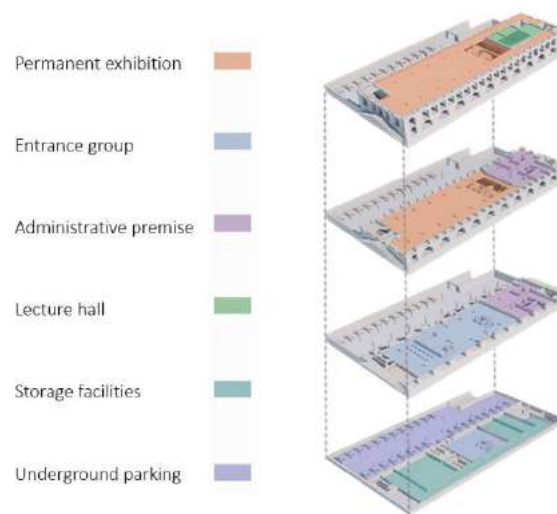 Permanent exhibition
Entrance group
Administrative premise
Lecture hall
Storage facilities
Underground parking